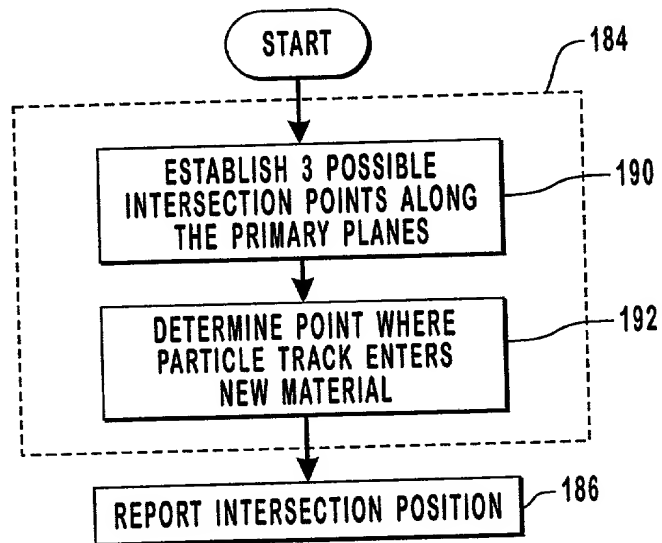 START
184
ESTABLISH 3 POSSIBLE
INTERSECTION POINTS ALONG
THE PRIMARY PLANES
190
DETERMINE POINT WHERE
PARTICLE TRACK ENTERS
NEW MATERIAL
192
REPORT INTERSECTION POSITION
186